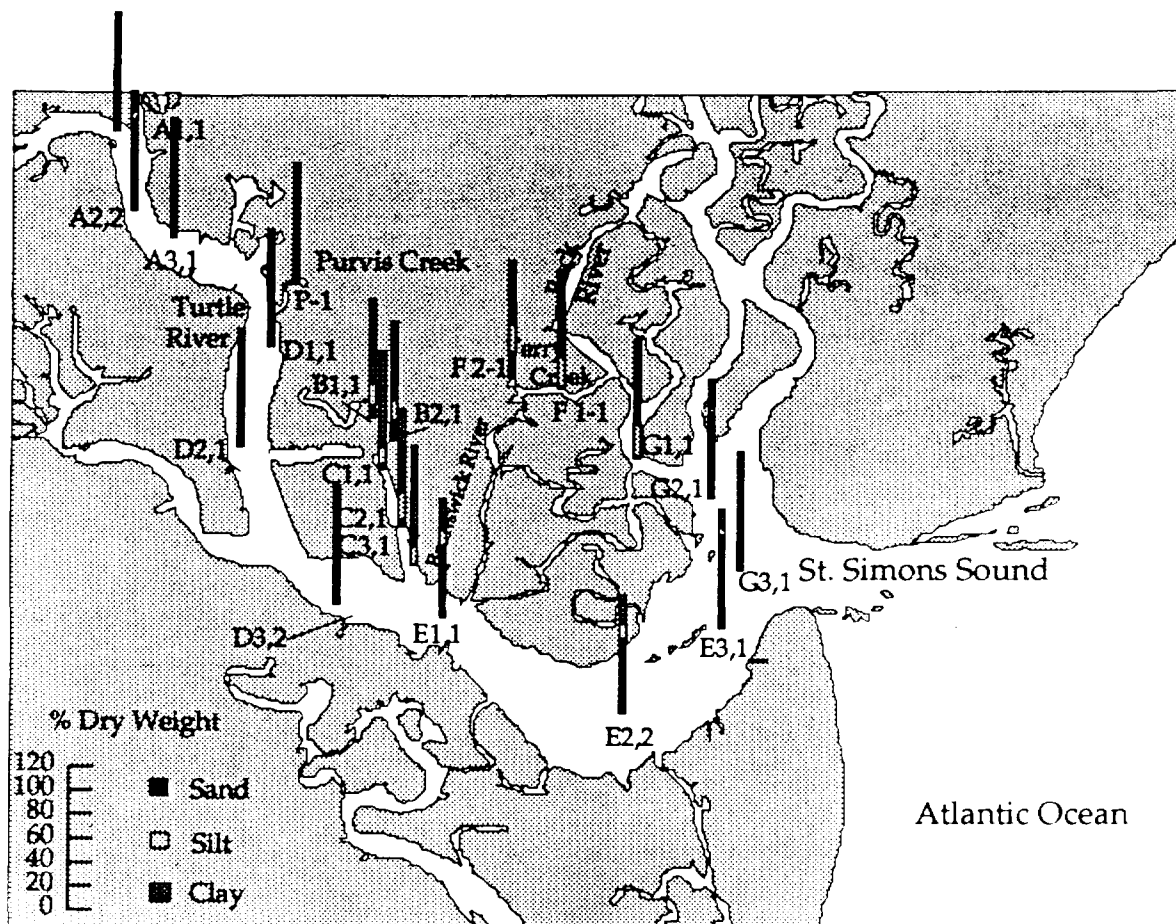 A1,1
A2,2
A3,1
Purvis Creek
P-1
Turtle
River
D1,1
River
B1,1
F 2-1
Creek
F 1-1
B2,1
D2,1
C1,1
G1,1
G2,1
C2,1
C3,1
River
St. Simons Sound
G3,1
D3,2
E1,1
E3,1
% Dry Weight
E2,2
120
100
80
60
40
20
0
Sand
Silt
Clay
Atlantic Ocean